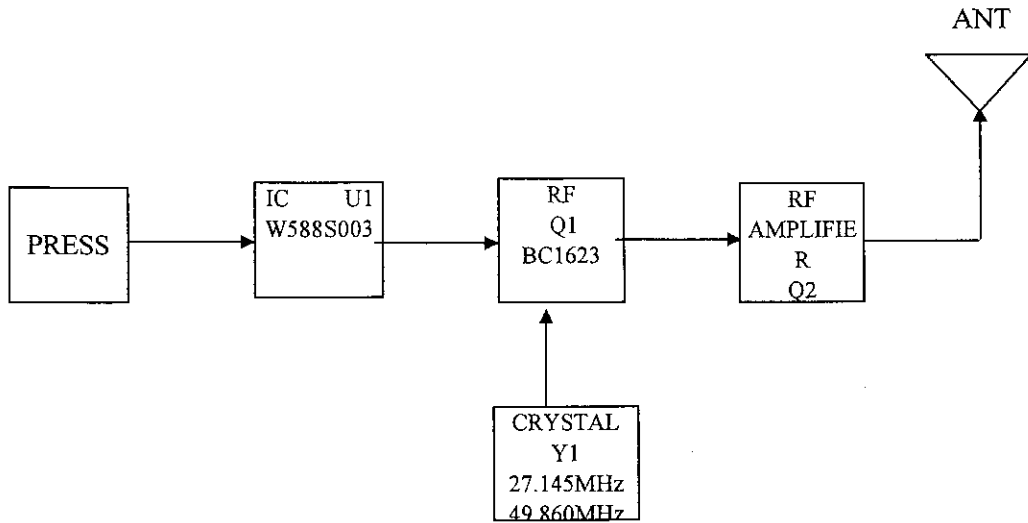 ANT
PRESS
IC U1
W588S003
RF
Q1
BC1623
RF
AMPLIFIE
R
Q2
CRYSTAL
Y1
27.145MHz
49.860MHz